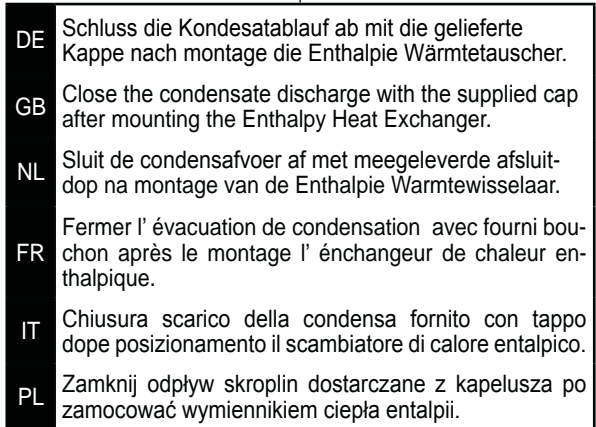 DE Schluss die Kondesatablauf ab mit die gelieferte
Kappe nach montage die Enthalpie Wärmtetauscher.
GB Close the condensate discharge with the supplied cap
after mounting the Enthalpy Heat Exchanger.
NL Sluit de condensafvoer af met meegeleverde afsluit-
dop na montage van de Enthalpie Warmtewisselaar.
FR Fermer l' évacuation de condensation avec fourni bou-
chon après le montage l' énchangeur de chaleur en-
thalpique.
IT Chiusura scarico della condensa fornito con tappo
dope posizionamento il scambiatore di calore entalpico.
PL Zamknij odpływ skroplin dostarczane z kapelusza po
zamocować wymiennikiem ciepła entalpii.